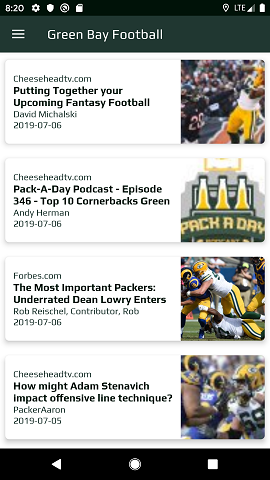 8:20
LTE
Green Bay Football
Cheeseheadtv.com
Putting Together your
Upcoming Fantasy Football
David Michalski
2019-07-06
Cheeseheadtv.com
Pack-A-Day Podcast - Episode
346 - Top 10 Cornerbacks Green
Andy Herman
2019-07-06
PACK A DAY
Forbes.com
The Most Important Packers:
Underrated Dean Lowry Enters
Rob Reischel, Contributor, Rob
2019-07-06
Cheeseheadtv.com
How might Adam Stenavich
impact offensive line technique?
PackerAaron
2019-07-05